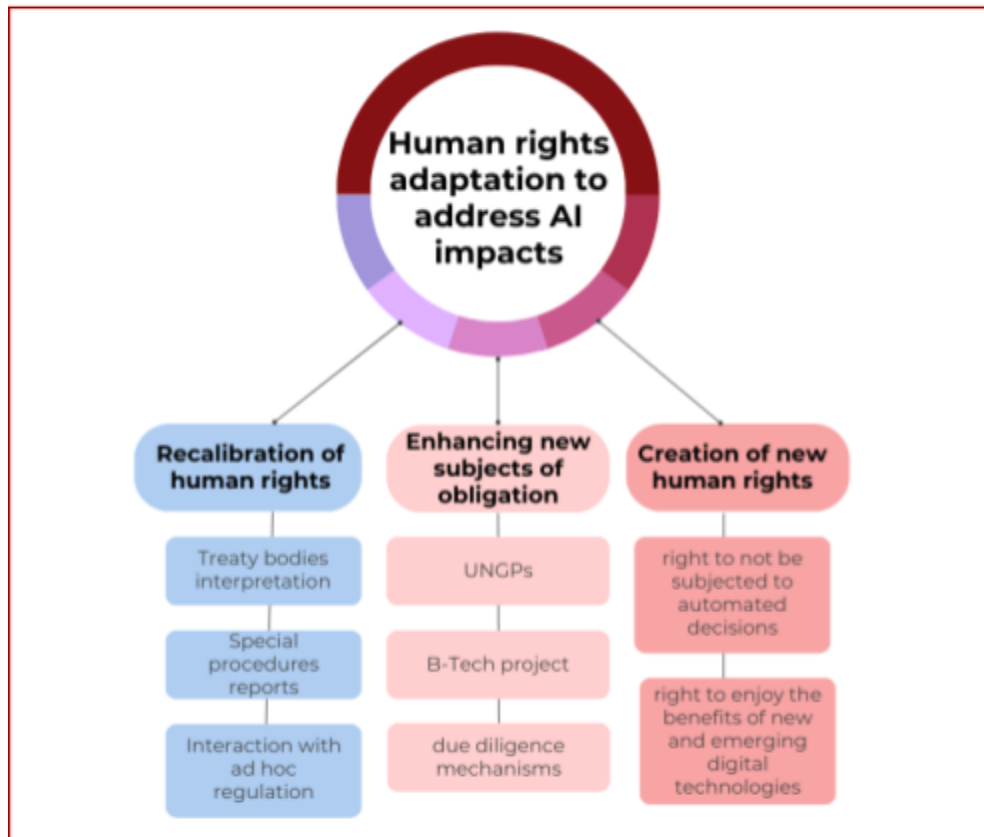 Human rights
adaptation to
address AI
impacts
Recalibration of
human rights
Treaty bodies
interpretation
Special
procedures
reports
Interaction with
ad hoc
regulation
Enhancing new
subjects of
obligation
UNGPs
B-Tech project
due diligence
mechanisms
Creation of new
human rights
right to not be
subjected to
automated
decisions
right to enjoy the
benefits of new
and emerging
digital
technologies